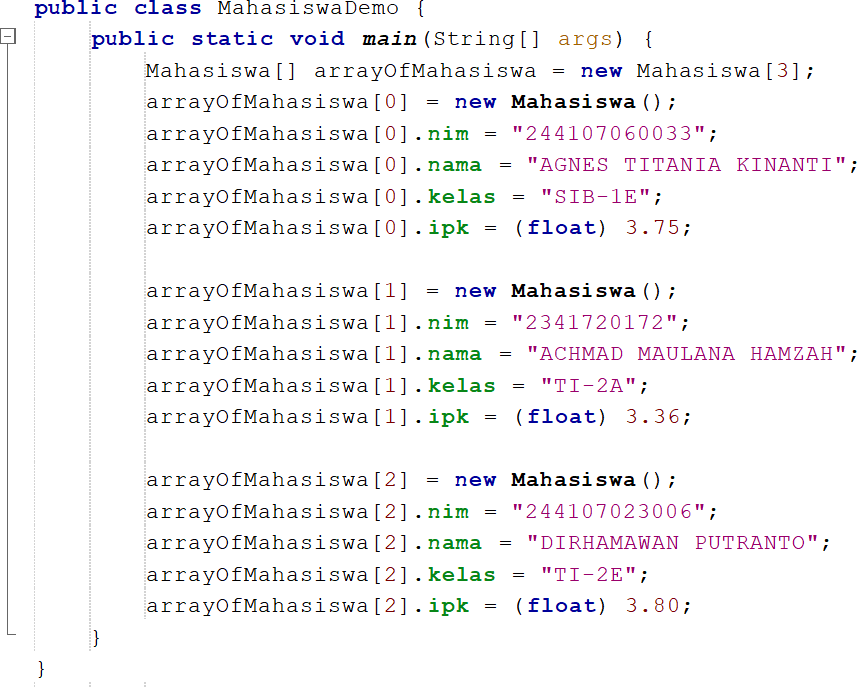 public class MahasiswaDemo {
public static void main(String[] args) {
Mahasiswa[] arrayOfMahasiswa = new Mahasiswa[3];
arrayOfMahasiswa[0] = new Mahasiswa();
arrayOfMahasiswa[0].nim = "244107060033";
arrayOfMahasiswa[0].nama = "AGNES TITANIA KINANTI";
arrayOfMahasiswa[0].kelas = "SIB-1E";
arrayOfMahasiswa[0].ipk = (float) 3.75;
arrayOfMahasiswa[1] = new Mahasiswa();
arrayOfMahasiswa[1].nim = "2341720172";
arrayOfMahasiswa[1].nama = "ACHMAD MAULANA HAMZAH";
arrayOfMahasiswa[1].kelas = "TI-2A";
arrayOfMahasiswa[1].ipk = (float) 3.36;
arrayOfMahasiswa[2] = new Mahasiswa();
arrayOfMahasiswa[2].nim = "244107023006";
arrayOfMahasiswa[2].nama = "DIRHAMAWAN PUTRANTO";
arrayOfMahasiswa[2].kelas = "TI-2E";
arrayOfMahasiswa[2].ipk = (float) 3.80;
}
}